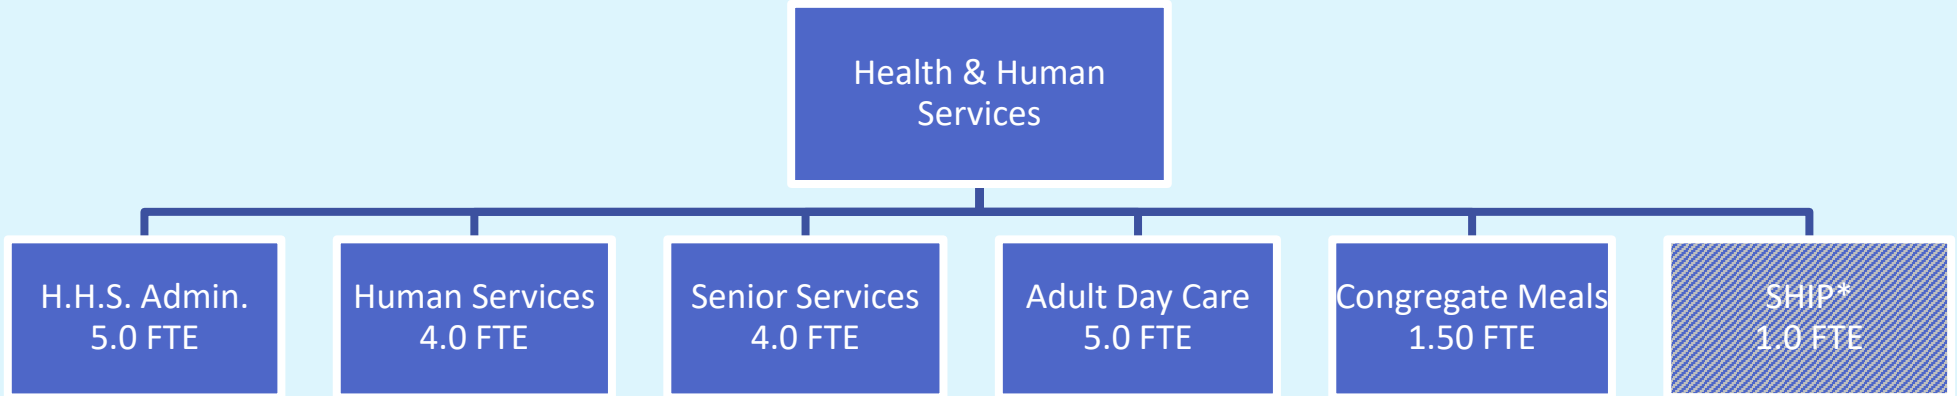 Health & Human
Services
H.H.S. Admin.
5.0 FTE
Human Services
4.0 FTE
Senior Services
4.0 FTE
Adult Day Care
5.0 FTE
Congregate Meals
1.50 FTE
SHIP*
1.0 FTE